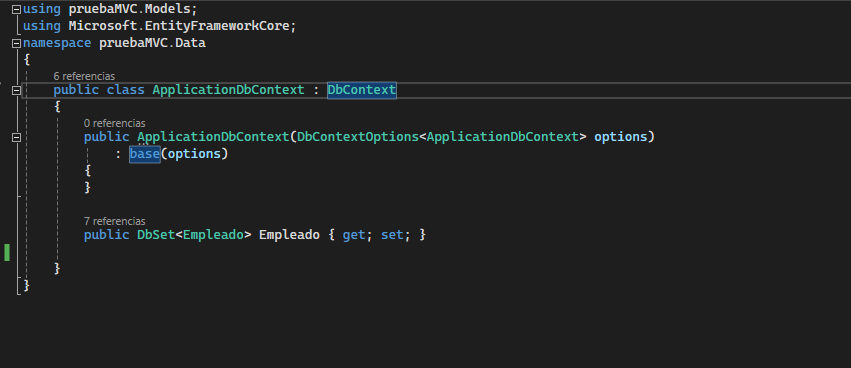 using pruebaMVC.Models;
using Microsoft.EntityFrameworkCore;
namespace pruebaMVC.Data
{
6 referencias
public class ApplicationDbContext : DbContext
{
0 referencias
public ApplicationDbContext(DbContextOptions<ApplicationDbContext> options)
: base(options)
{
}
7 referencias
public DbSet<Empleado> Empleado { get; set; }
}
}